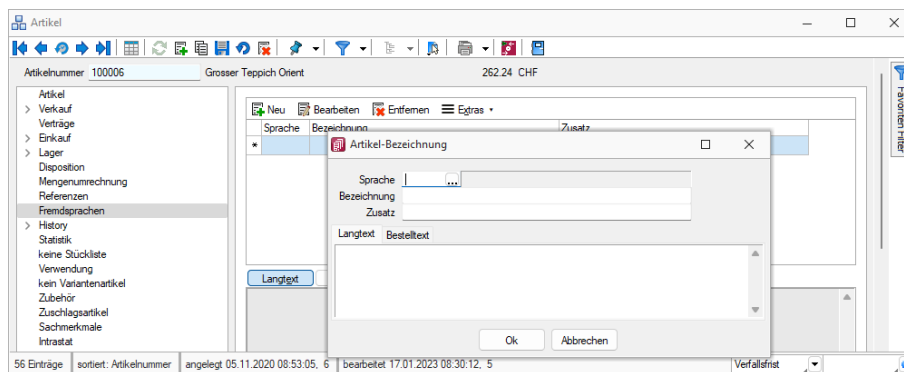 Artikel
Artikelnummer 100006 Grosser Teppich Orient 262.24 CHF
Artikel
Verkauf
Verträge
Einkauf
Lager
Disposition
Mengenumrechnung
Referenzen
Fremdsprachen
History
Statistik
keine Stückliste
Verwendung
kein Variantenartikel
Zubehör
Zuschlagsartikel
Sachmerkmale
Intrastat
Neu Bearbeiten Entfernen Extras
Sprache Bezeichnung Zusatz
Artikel-Bezeichnung
Sprache ...
Bezeichnung
Zusatz
Langtext Bestelltext
Ok Abbrechen
Langtext
Favoriten Filter
56 Einträge sortiert: Artikelnummer angelegt 05.11.2020 08:53:05, 6 bearbeitet 17.01.2023 08:30:12, 5 Verfallsfrist